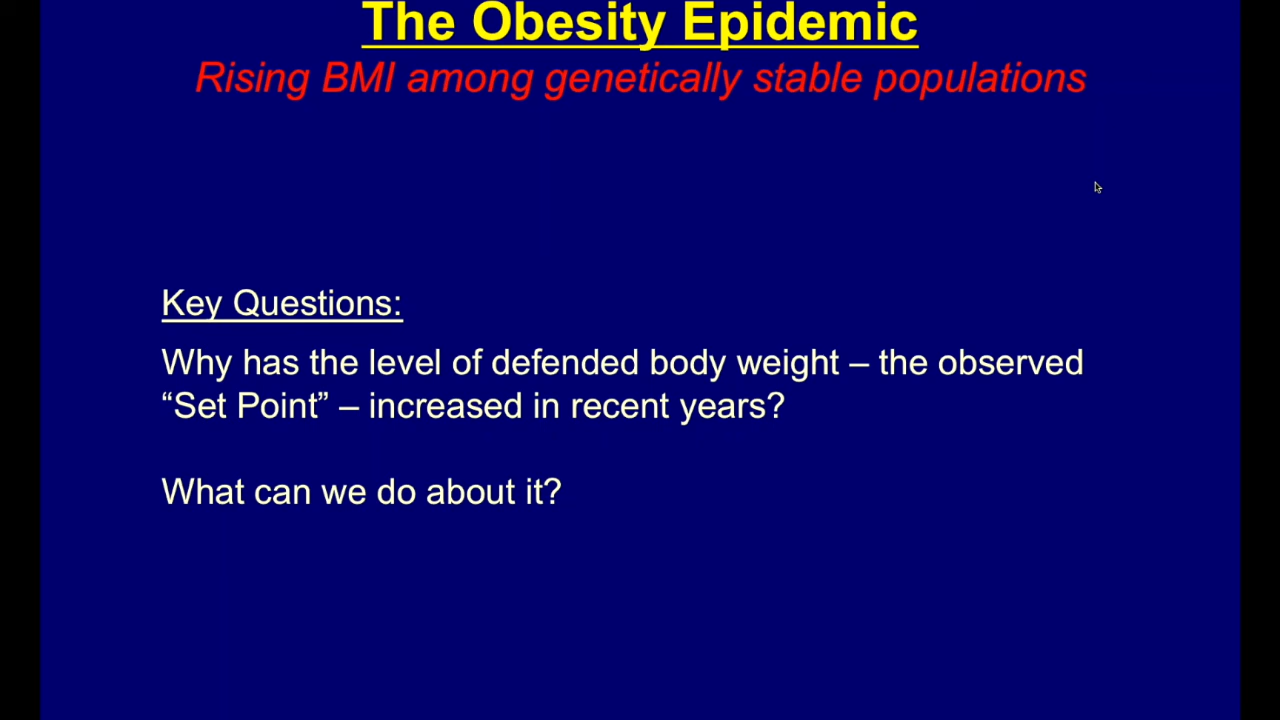 The Obesity Epidemic
Rising BMI among genetically stable populations
Key Questions:
Why has the level of defended body weight – the observed
“Set Point” – increased in recent years?
What can we do about it?